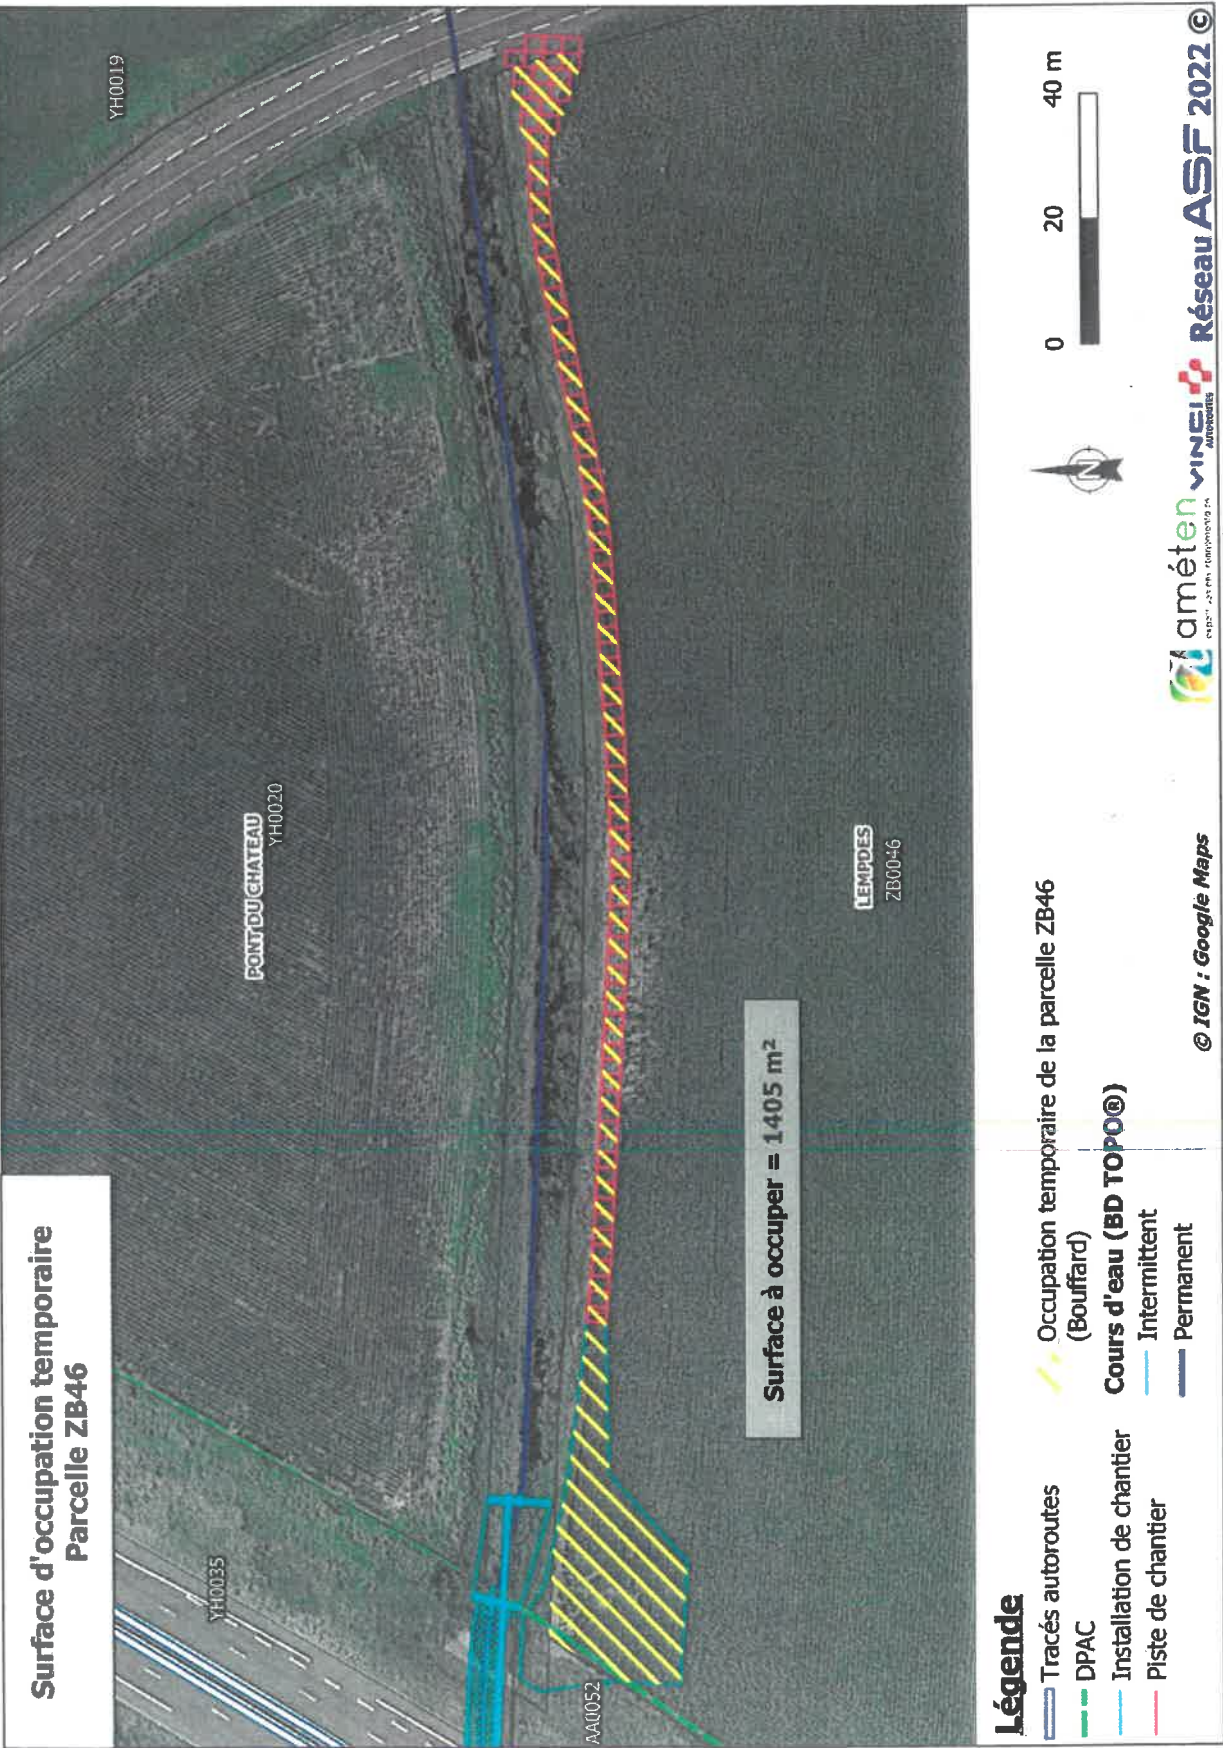 Surface d'occupation temporaire
Parcelle ZB46
YH0019
PONT DU CHATEAU
YH0020
YH0035
AA0052
LEMPDES
ZB0046
Surface à occuper = 1405 m²
Légende
Tracés autoroutes
DPAC
Installation de chantier
Piste de chantier
Occupation temporaire de la parcelle ZB46
(Bouffard)
Cours d'eau (BD TOPO®)
Intermittent
Permanent
N
0 20 40 m
© IGN : Google Maps
améten
VINCI
AUTOROUTES
Réseau ASF 2022 ©